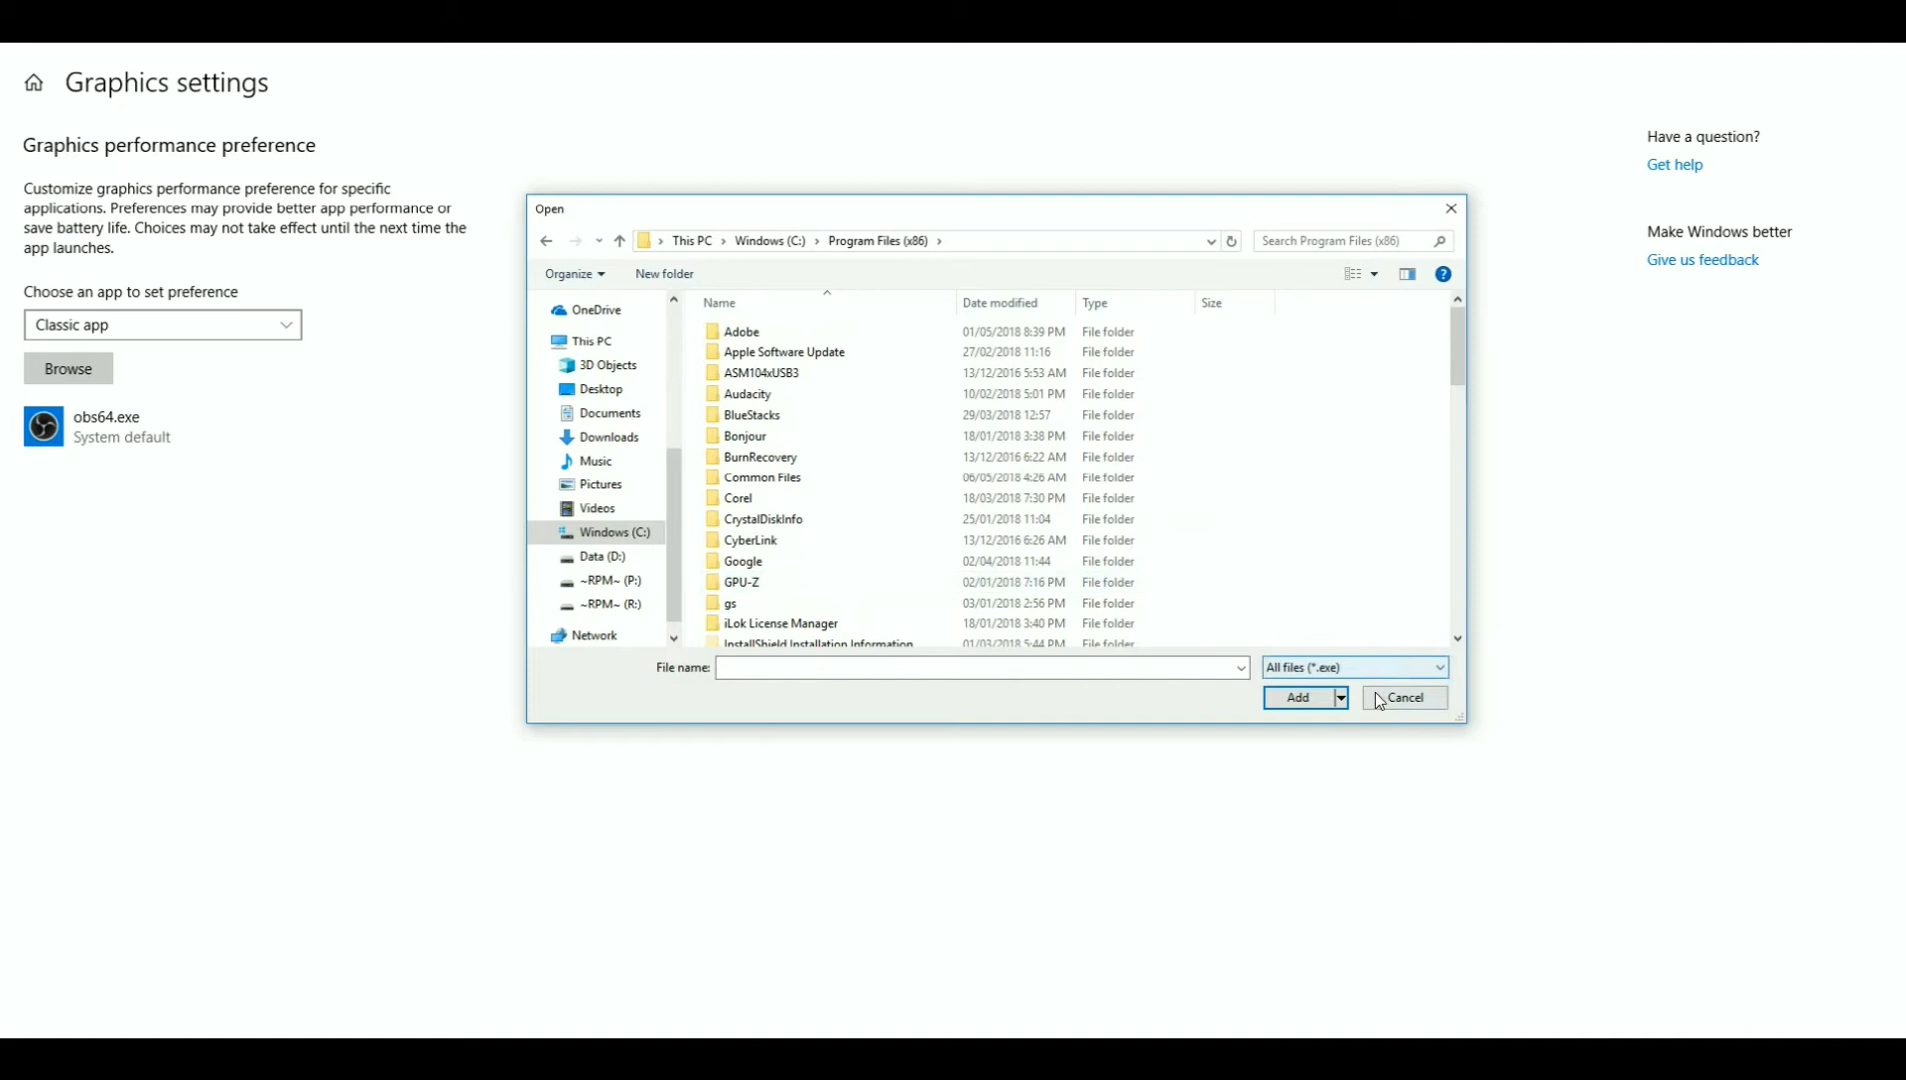 Graphics settings
Graphics performance preference
Customize graphics performance preference for specific
applications. Preferences may provide better app performance or
save battery life. Choices may not take effect until the next time the
app launches.
Choose an app to set preference
Classic app
Browse
obs64.exe
System default
Have a question?
Get help
Make Windows better
Give us feedback
Open
This PC > Windows (C:) > Program Files (x86) >
Search Program Files (x86)
Organize
New folder
OneDrive
This PC
3D Objects
Desktop
Documents
Downloads
Music
Pictures
Videos
Windows (C:)
Data (D:)
~RPM~ (P:)
~RPM~ (R:)
Network
Name Date modified Type Size
Adobe 01/05/2018 8:39 PM File folder
Apple Software Update 27/02/2018 11:16 File folder
ASM104xUSB3 13/12/2016 5:53 AM File folder
Audacity 10/02/2018 5:01 PM File folder
BlueStacks 29/03/2018 12:57 File folder
Bonjour 18/01/2018 3:38 PM File folder
BurnRecovery 13/12/2016 6:22 AM File folder
Common Files 06/05/2018 4:26 AM File folder
Corel 18/03/2018 7:30 PM File folder
CrystalDiskInfo 25/01/2018 11:04 File folder
CyberLink 13/12/2016 6:26 AM File folder
Google 02/04/2018 11:44 File folder
GPU-Z 02/01/2018 7:16 PM File folder
gs 03/01/2018 2:56 PM File folder
iLok License Manager 18/01/2018 3:40 PM File folder
InstallShield Installation Information 01/03/2018 5:44 PM File folder
File name:
All files (*.exe)
Add
Cancel